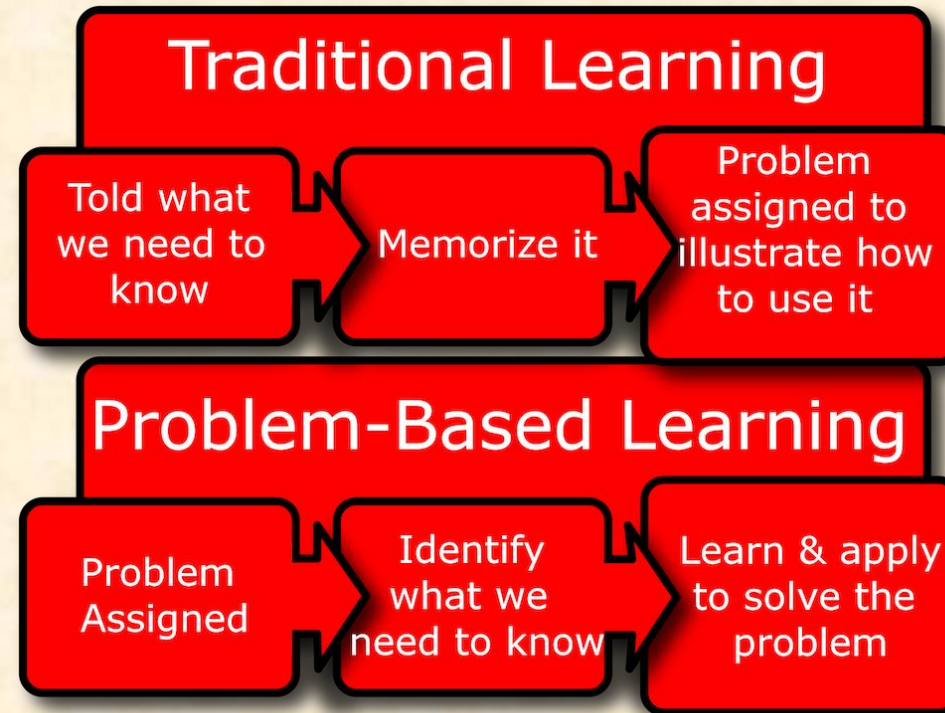 Traditional Learning
Told what
we need to
know
Memorize it
Problem
assigned to
illustrate how
to use it
Problem-Based Learning
Problem
Assigned
Identify
what we
need to know
Learn & apply
to solve the
problem